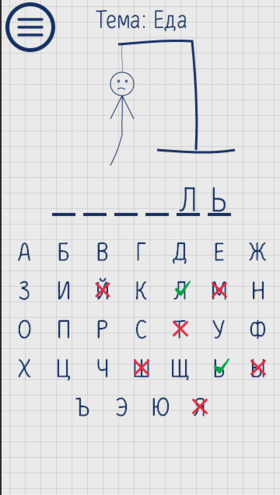 Тема: Еда
Л Ь
А Б В Г Д Е Ж
З И Й К Л М Н
О П Р С Т У Ф
Х Ц Ч Ш Щ Ь Ы
Ъ Э Ю Я